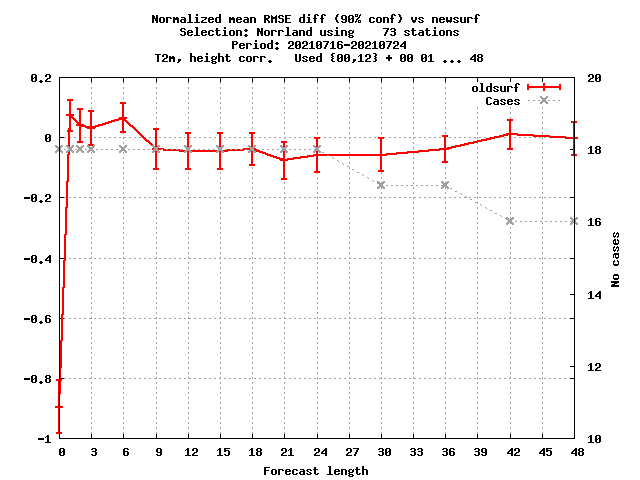 Normalized mean RMSE diff (90% conf) vs newsurf
Selection: Norrland using    73 stations
Period: 20210716-20210724
T2m, height corr.   Used {00,12} + 00 01 ... 48
oldsurf
Cases
0.2
0
-0.2
-0.4
-0.6
-0.8
-1
20
18
16
14
12
10
No cases
0 3 6 9 12 15 18 21 24 27 30 33 36 39 42 45 48
Forecast length